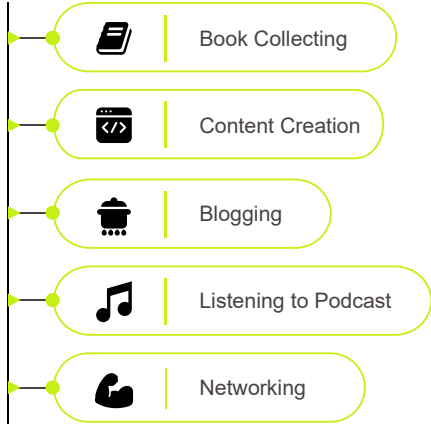 Book Collecting
Content Creation
Blogging
Listening to Podcast
Networking